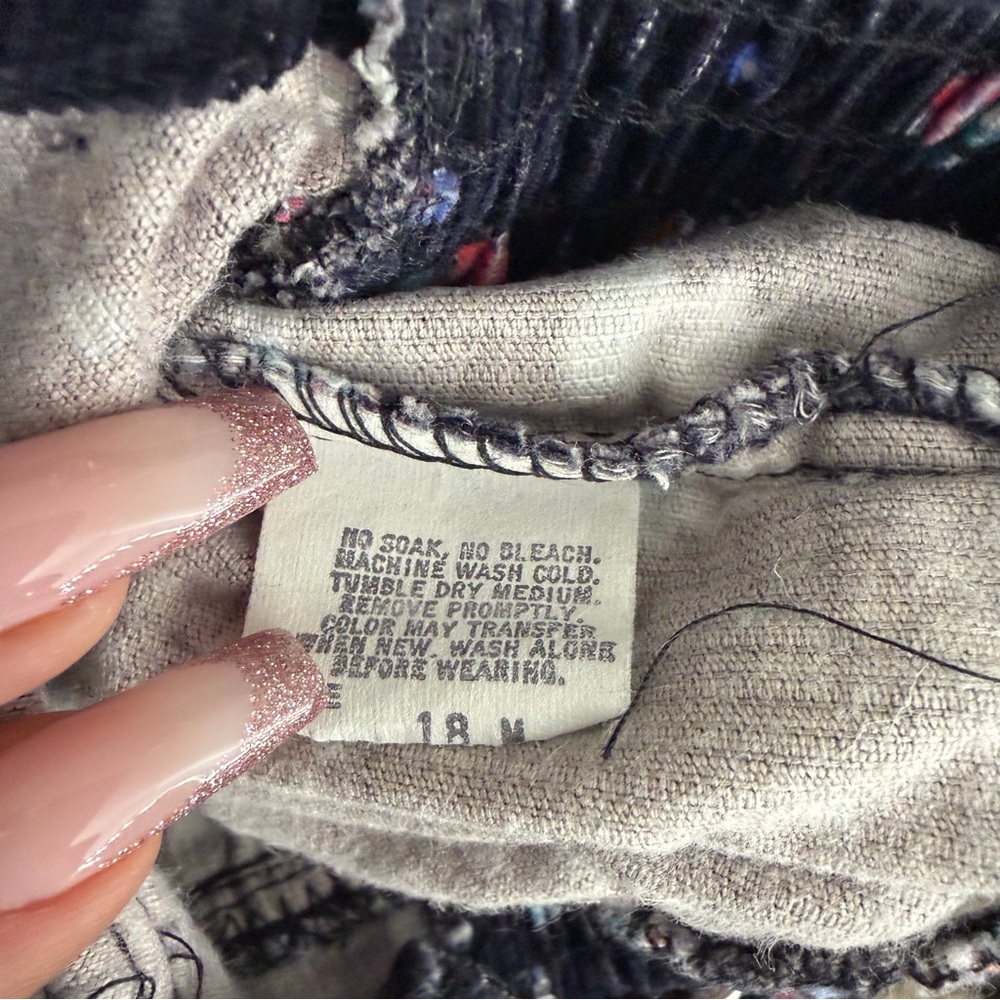 NO SOAK, NO BLEACH.
MACHINE WASH COLD.
TUMBLE DRY MEDIUM.
REMOVE PROMPTLY.
COLOR MAY TRANSFER
WHEN NEW. WASH ALONE
BEFORE WEARING.
18 M